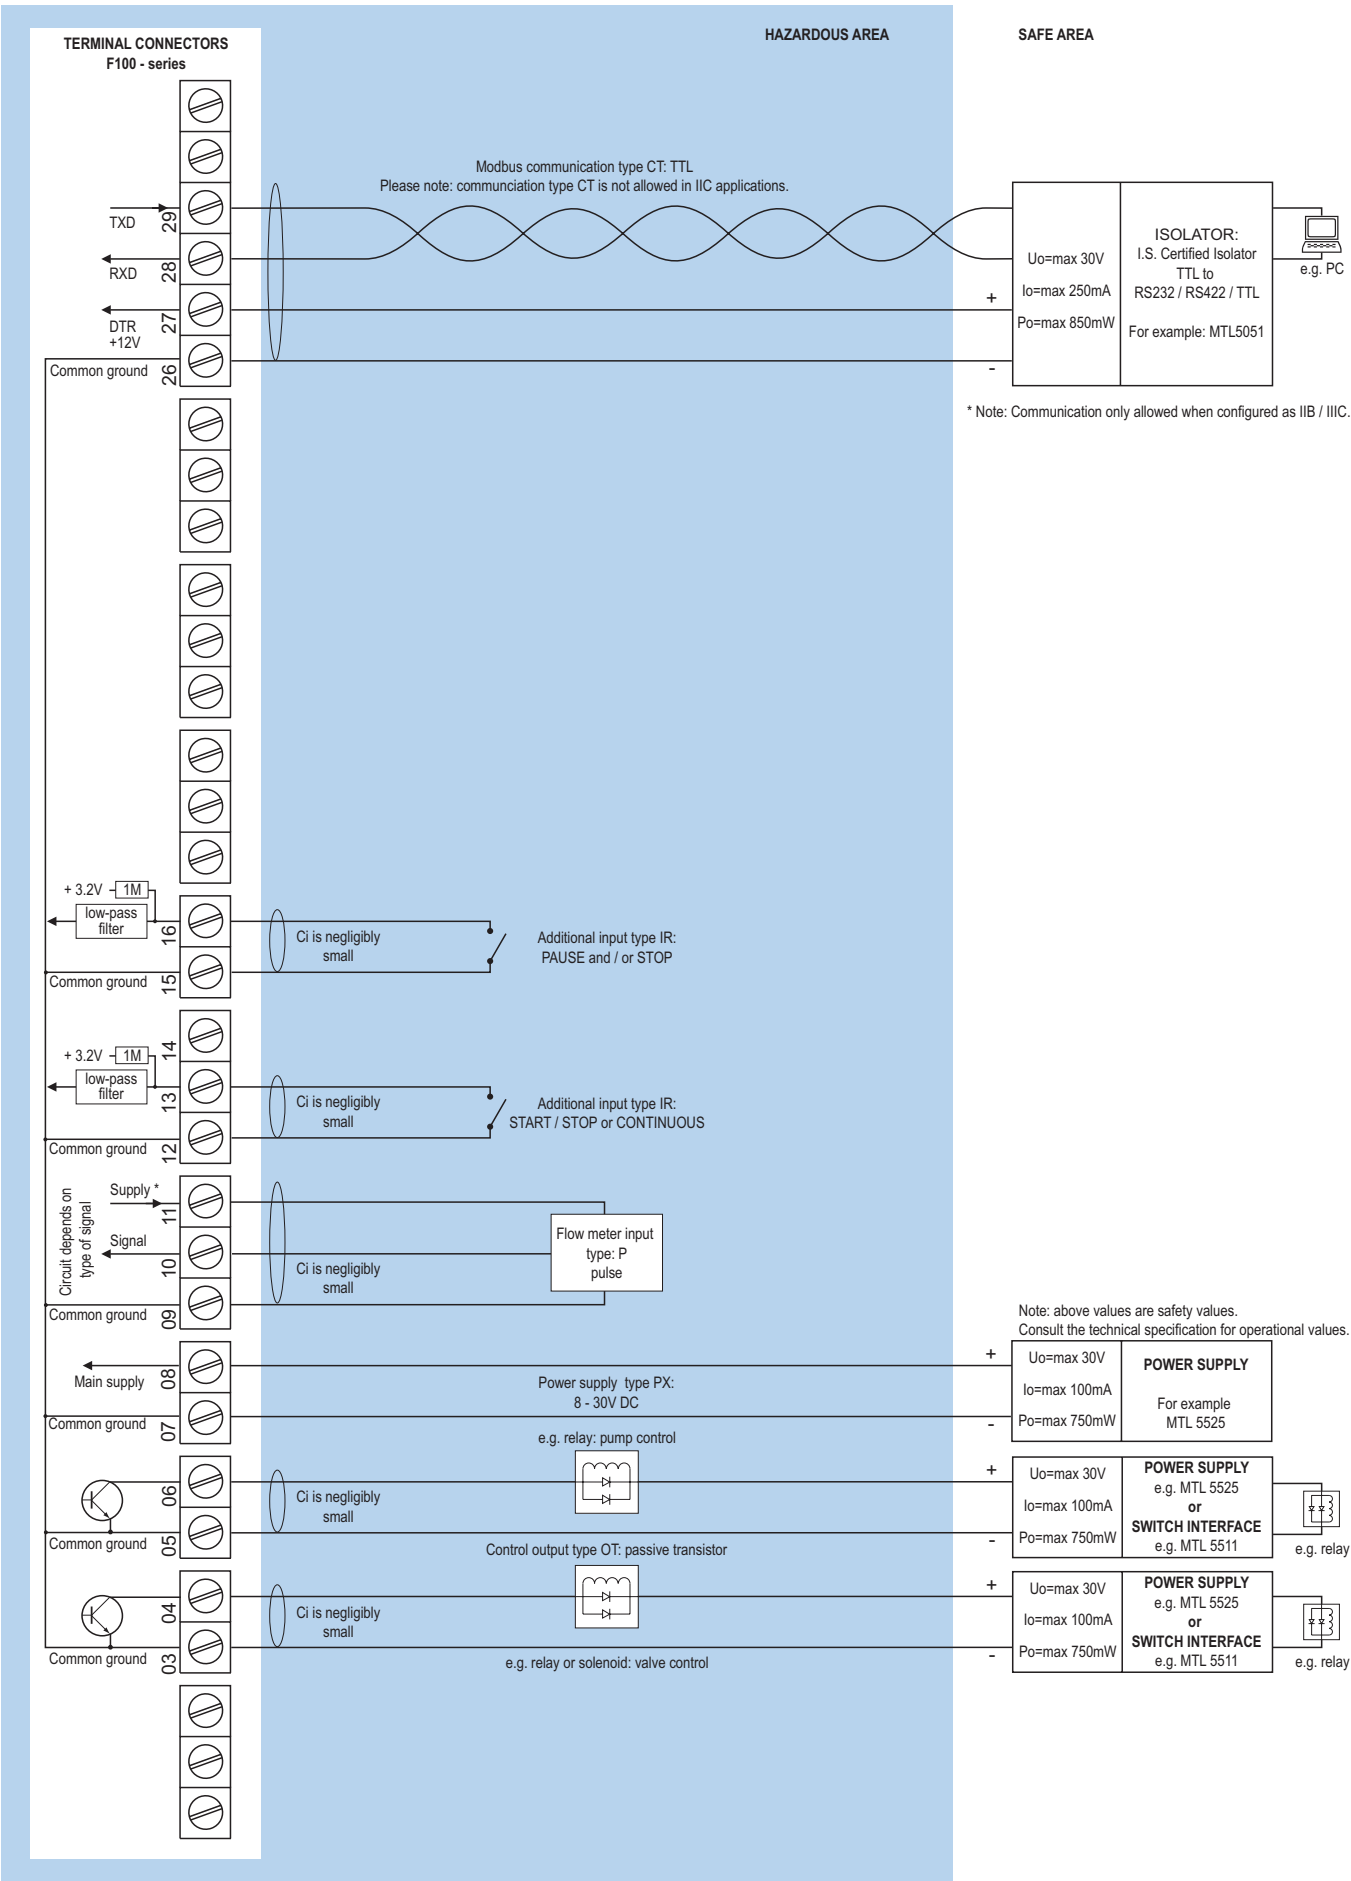 HAZARDOUS AREA
SAFE AREA
TERMINAL CONNECTORS
F100 - series
Modbus communication type CT: TTL
Please note: communciation type CT is not allowed in IIC applications.
TXD
29
RXD
28
DTR
+12V
27
Common ground
26
+
-
Uo=max 30V
Io=max 250mA
Po=max 850mW
ISOLATOR:
I.S. Certified Isolator
TTL to
RS232 / RS422 / TTL
For example: MTL5051
e.g. PC
* Note: Communication only allowed when configured as IIB / IIIC.
+ 3.2V
1M
low-pass
filter
16
Common ground
15
Ci is negligibly
small
Additional input type IR:
PAUSE and / or STOP
14
+ 3.2V
1M
low-pass
filter
13
Common ground
12
Ci is negligibly
small
Additional input type IR:
START / STOP or CONTINUOUS
Circuit depends on
type of signal
Supply *
11
Signal
10
Common ground
09
Ci is negligibly
small
Flow meter input
type: P
pulse
Note: above values are safety values.
Consult the technical specification for operational values.
Main supply
08
Common ground
07
Power supply type PX:
8 - 30V DC
+
-
Uo=max 30V
Io=max 100mA
Po=max 750mW
POWER SUPPLY
For example
MTL 5525
e.g. relay: pump control
06
Common ground
05
Ci is negligibly
small
+
-
Uo=max 30V
Io=max 100mA
Po=max 750mW
POWER SUPPLY
e.g. MTL 5525
or
SWITCH INTERFACE
e.g. MTL 5511
e.g. relay
Control output type OT: passive transistor
04
Common ground
03
Ci is negligibly
small
e.g. relay or solenoid: valve control
+
-
Uo=max 30V
Io=max 100mA
Po=max 750mW
POWER SUPPLY
e.g. MTL 5525
or
SWITCH INTERFACE
e.g. MTL 5511
e.g. relay